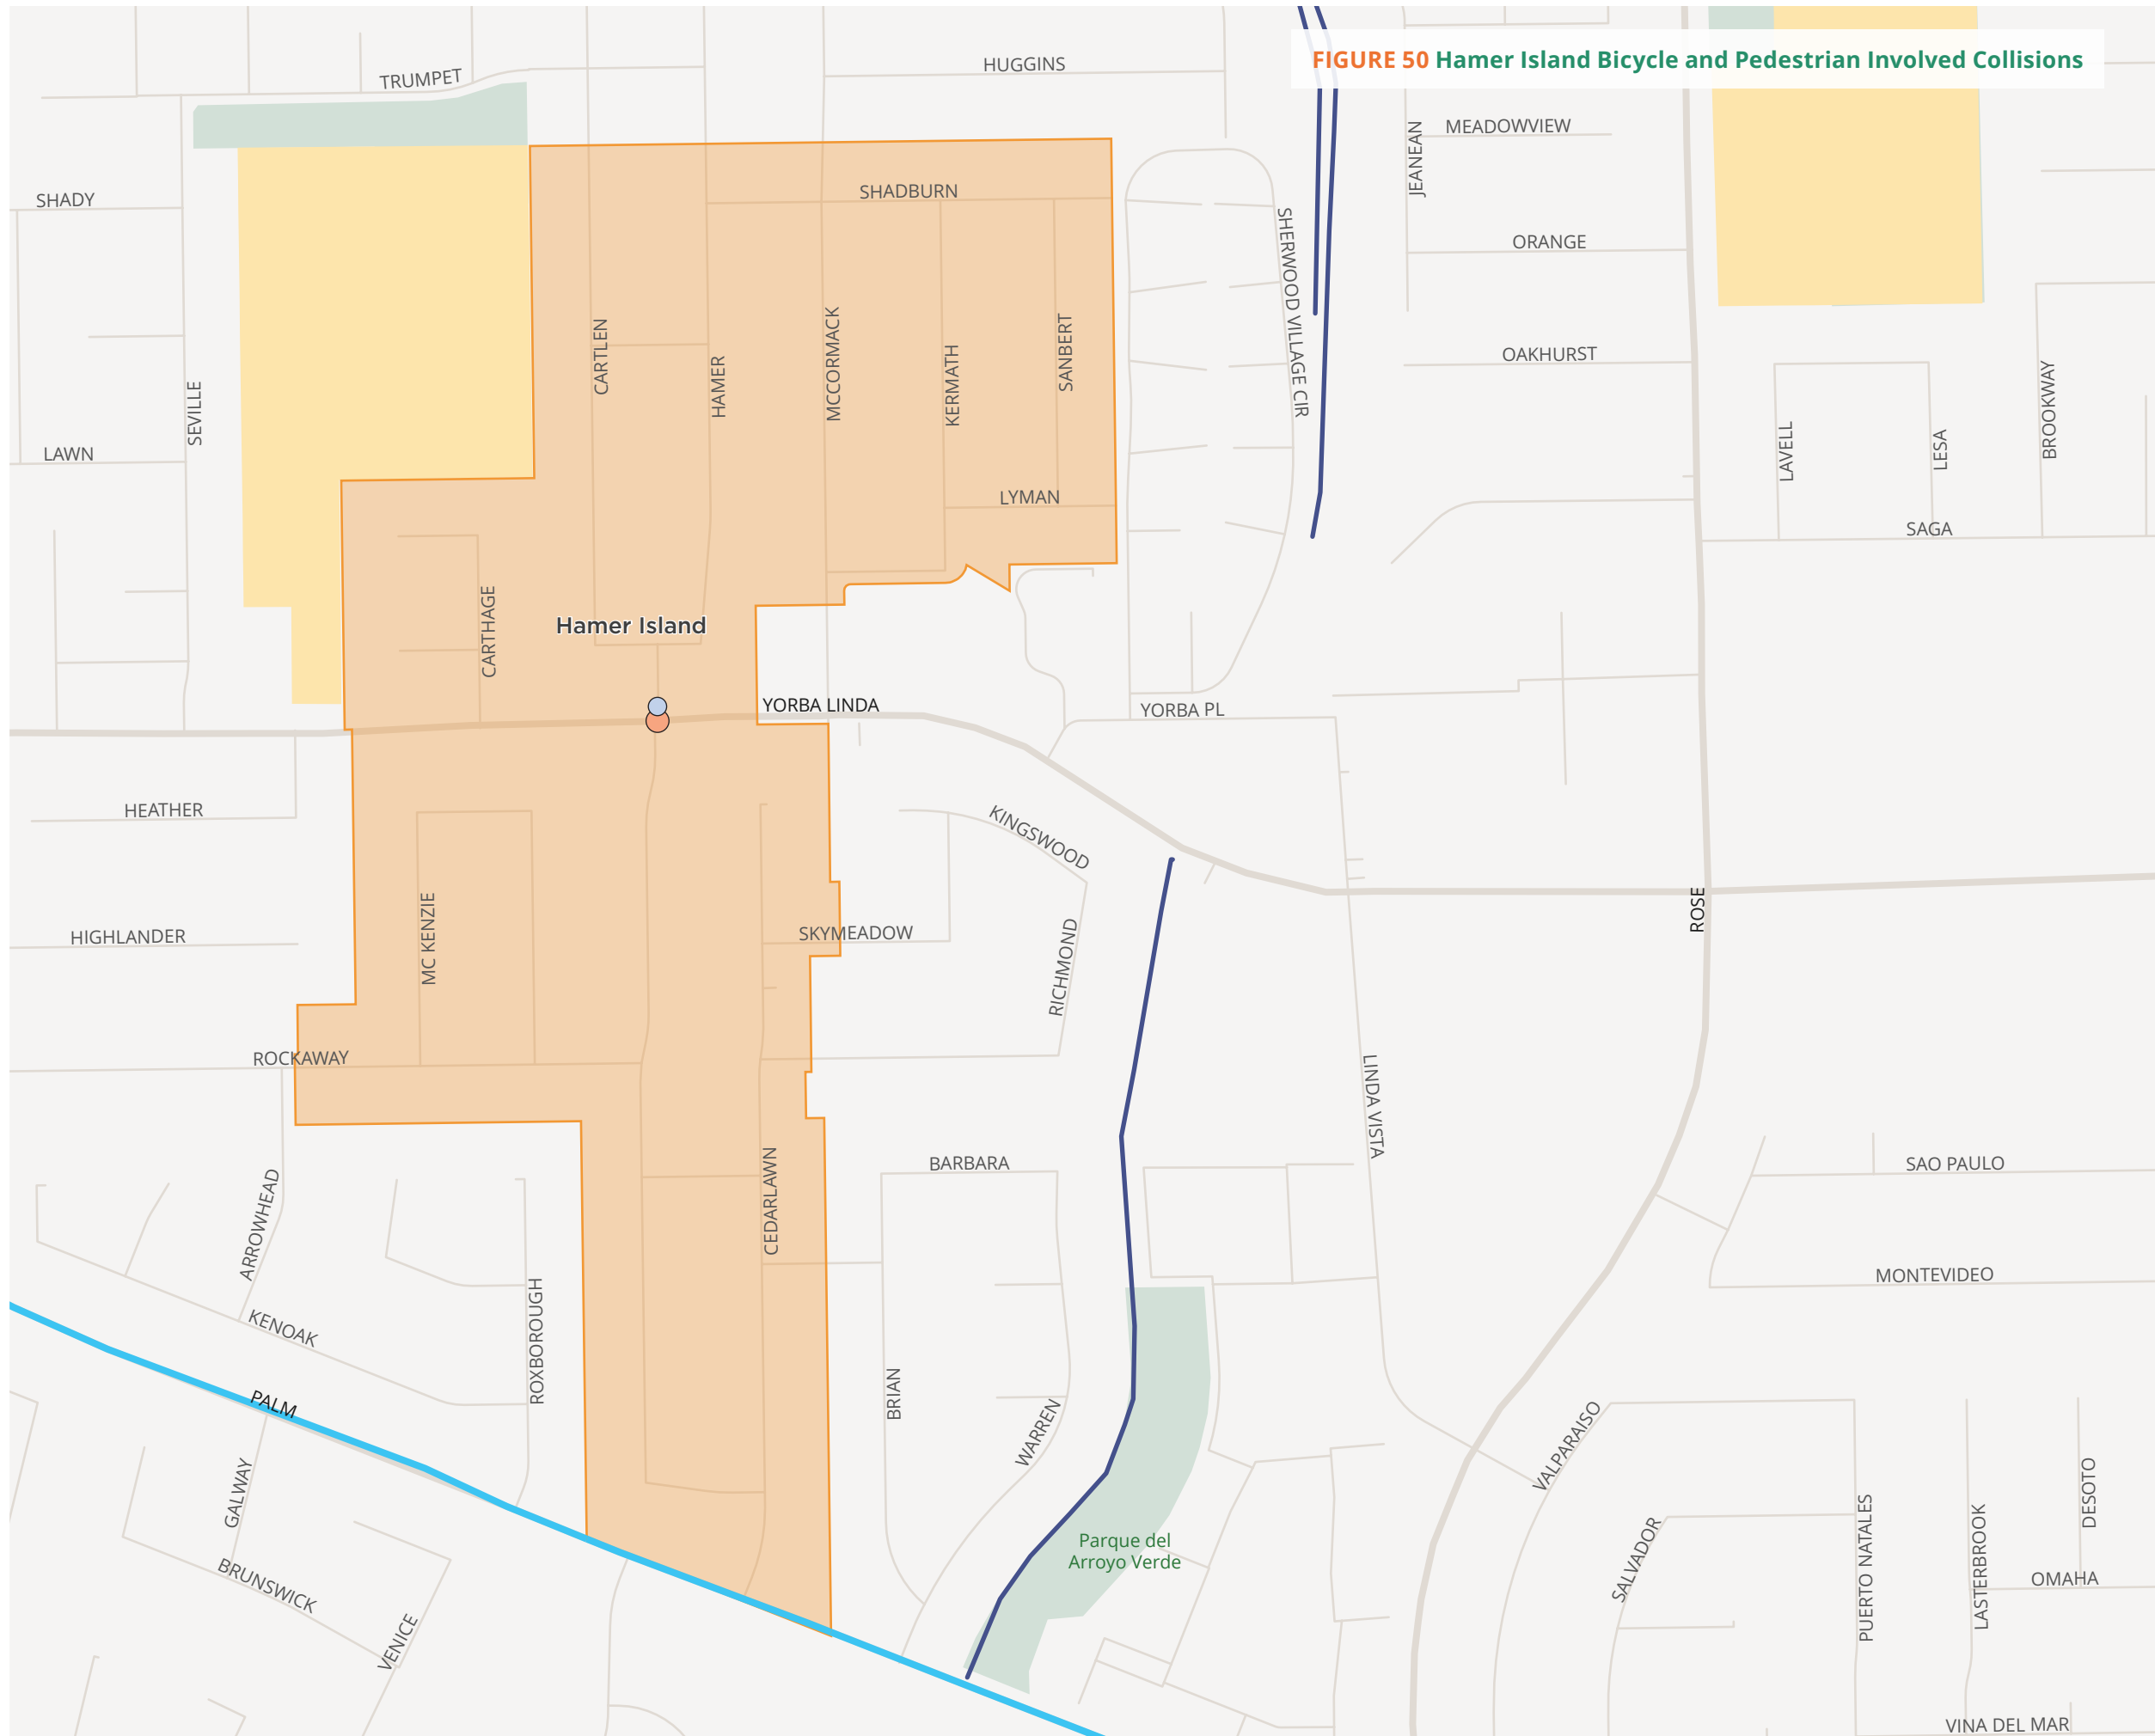 FIGURE 50 Hamer Island Bicycle and Pedestrian Involved Collisions
TRUMPET
HUGGINS
MEADOWVIEW
JEANEAN
SHADY
SHADBURN
ORANGE
SHERWOOD VILLAGE CIR
CARTLEN
HAMER
MCCORMACK
KERMATH
SANBERT
OAKHURST
SEVILLE
LAVELL
LESA
BROOKWAY
LAWN
LYMAN
SAGA
CARTHAGE
Hamer Island
YORBA LINDA
YORBA PL
HEATHER
KINGSWOOD
ROSE
HIGHLANDER
MC KENZIE
SKYMEADOW
RICHMOND
ROCKAWAY
LINDA VISTA
BARBARA
SAO PAULO
ARROWHEAD
CEDARLAWN
MONTEVIDEO
KENOAK
ROXBOROUGH
PALM
BRIAN
WARREN
VALPARAISO
GALWAY
DESOTO
PUERTO NATALES
LASTERBROOK
Parque del
Arroyo Verde
SALVADOR
OMAHA
BRUNSWICK
VENICE
VINA DEL MAR